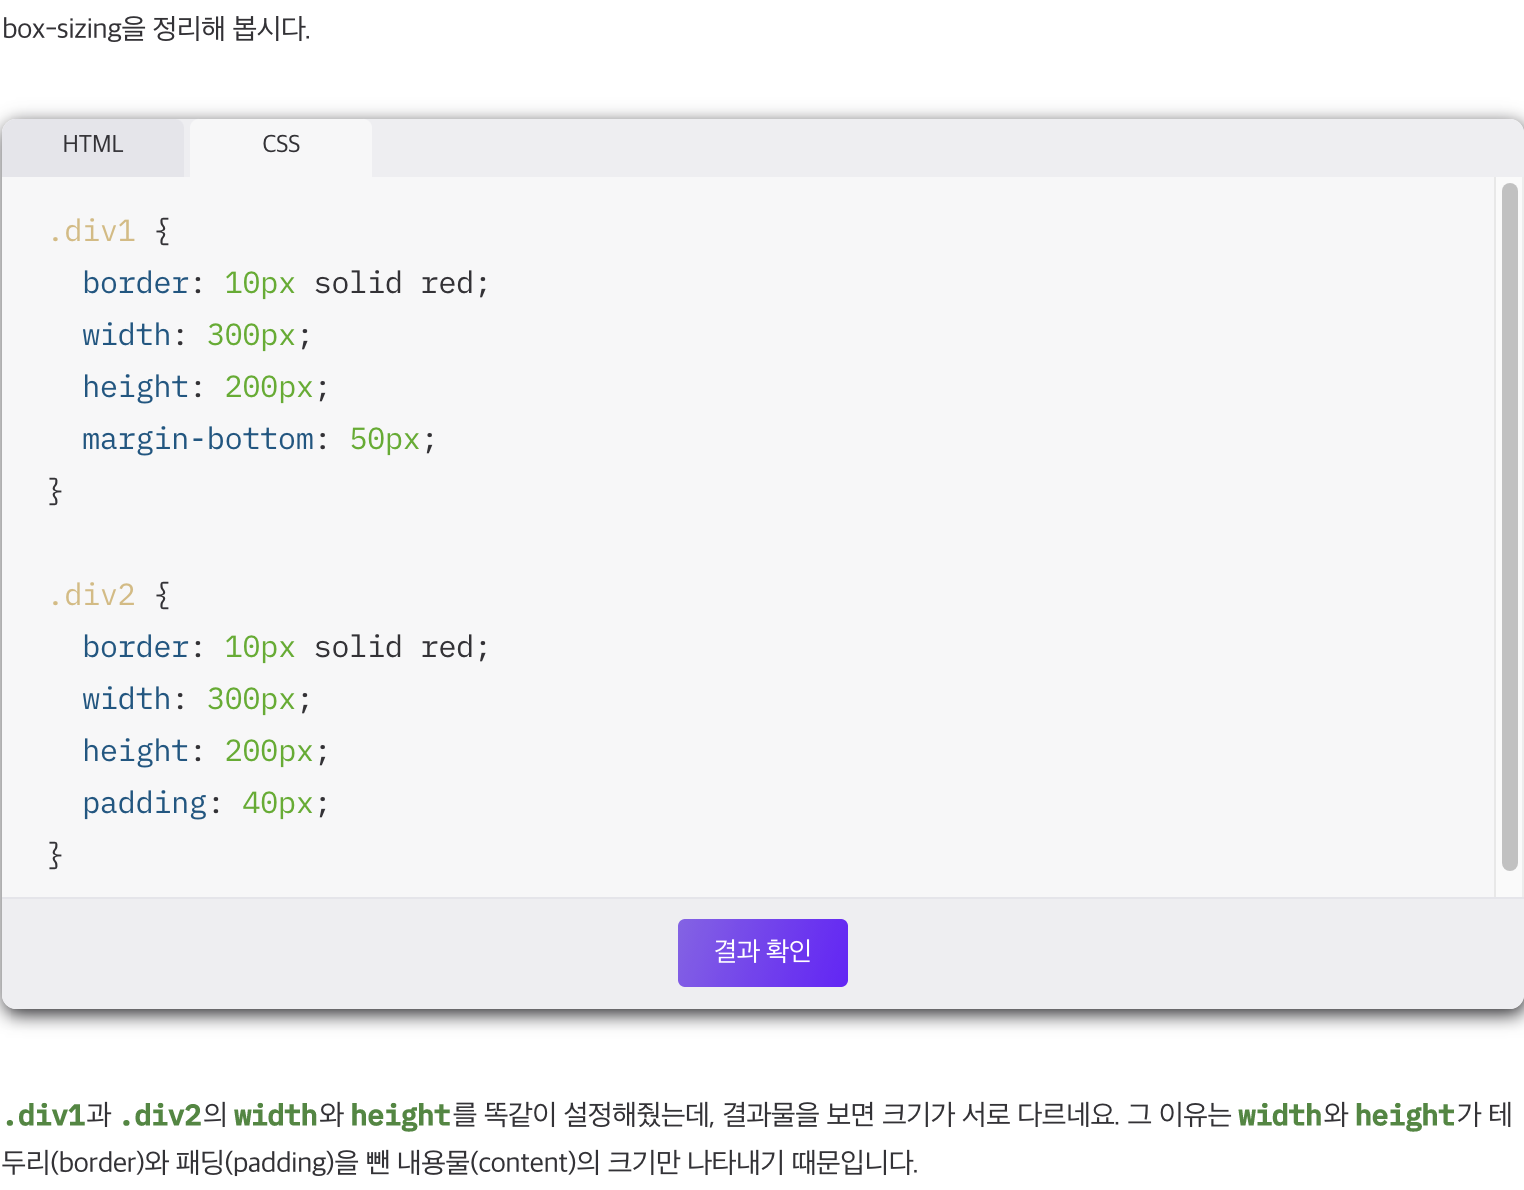 box-sizing을 정리해 봅시다.
HTML CSS
.div1 {
  border: 10px solid red;
  width: 300px;
  height: 200px;
  margin-bottom: 50px;
}
.div2 {
  border: 10px solid red;
  width: 300px;
  height: 200px;
  padding: 40px;
}
결과 확인
.div1과 .div2의 width와 height를 똑같이 설정해줬는데, 결과물을 보면 크기가 서로 다르네요. 그 이유는 width와 height가 테
두리(border)와 패딩(padding)을 뺀 내용물(content)의 크기만 나타내기 때문입니다.